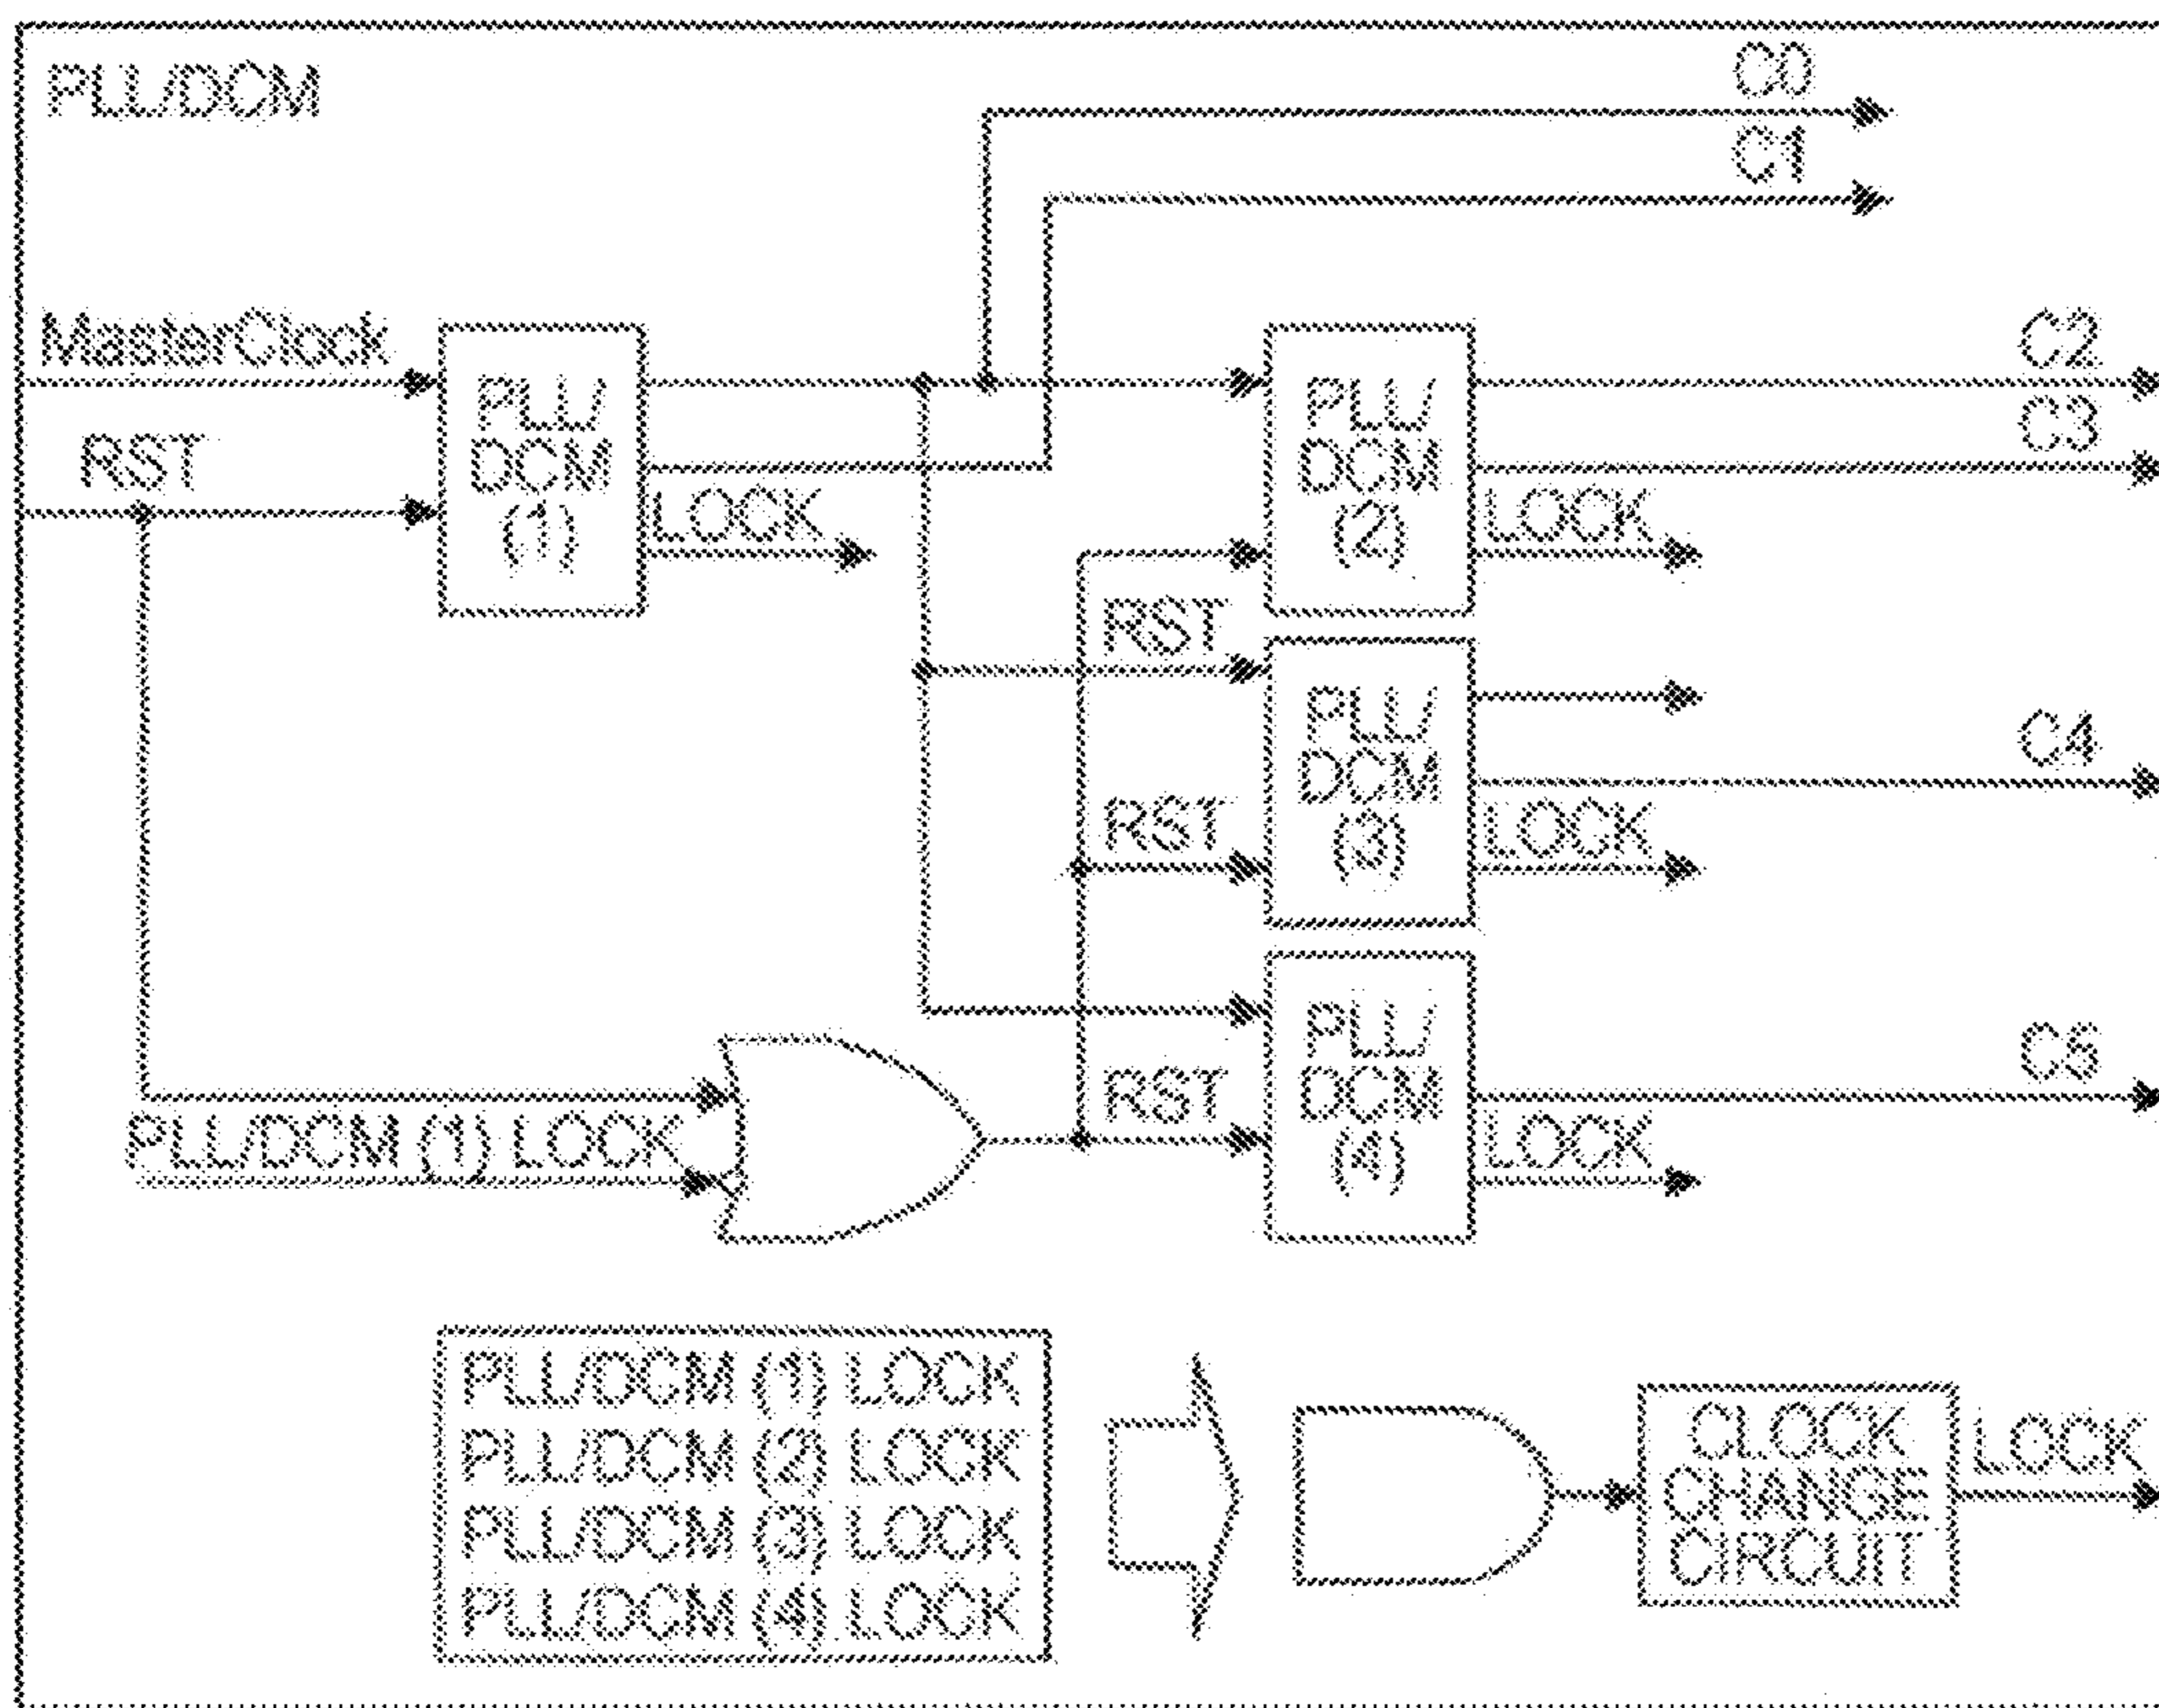 PLL/DCM
C0
C1
MasterClock
RST
PLL/
DCM
(1)
LOCK
PLL/
DCM
(2)
C2
C3
LOCK
RST
PLL/
DCM
(3)
C4
RST
LOCK
PLL/
DCM
(4)
C5
RST
LOCK
PLL/DCM (1) LOCK
PLL/DCM (1) LOCK
PLL/DCM (2) LOCK
PLL/DCM (3) LOCK
PLL/DCM (4) LOCK
CLOCK
CHANGE
CIRCUIT
LOCK